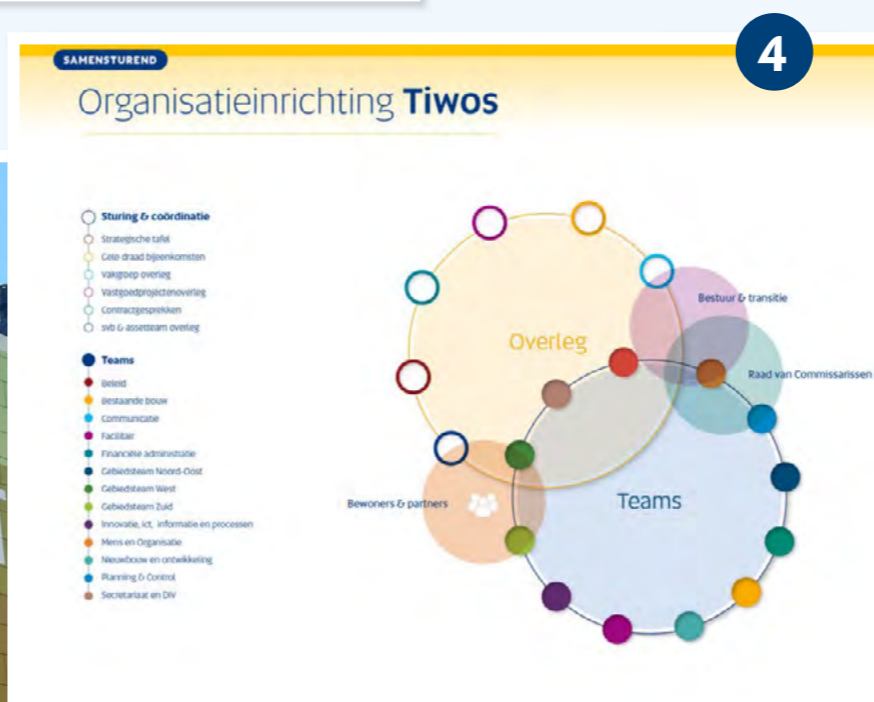 4
SAMENSTUREND
Organisatieinrichting Tiwos
Sturing & coördinatie
Strategische tafel
Gele draad bijeenkomsten
Vakgroep overleg
Vastgoedprojectenoverleg
Contractgesprekken
svb & assetteam overleg
Teams
Beleid
Bestaande bouw
Communicatie
Facilitair
Financiële administratie
Gebiedsteam Noord-Oost
Gebiedsteam West
Gebiedsteam Zuid
Innovatie, ict, informatie en processen
Mens en Organisatie
Nieuwbouw en ontwikkeling
Planning & Control
Secretariaat en DIV
Bestuur & transitie
Overleg
Raad van Commissarissen
Bewoners & partners
Teams